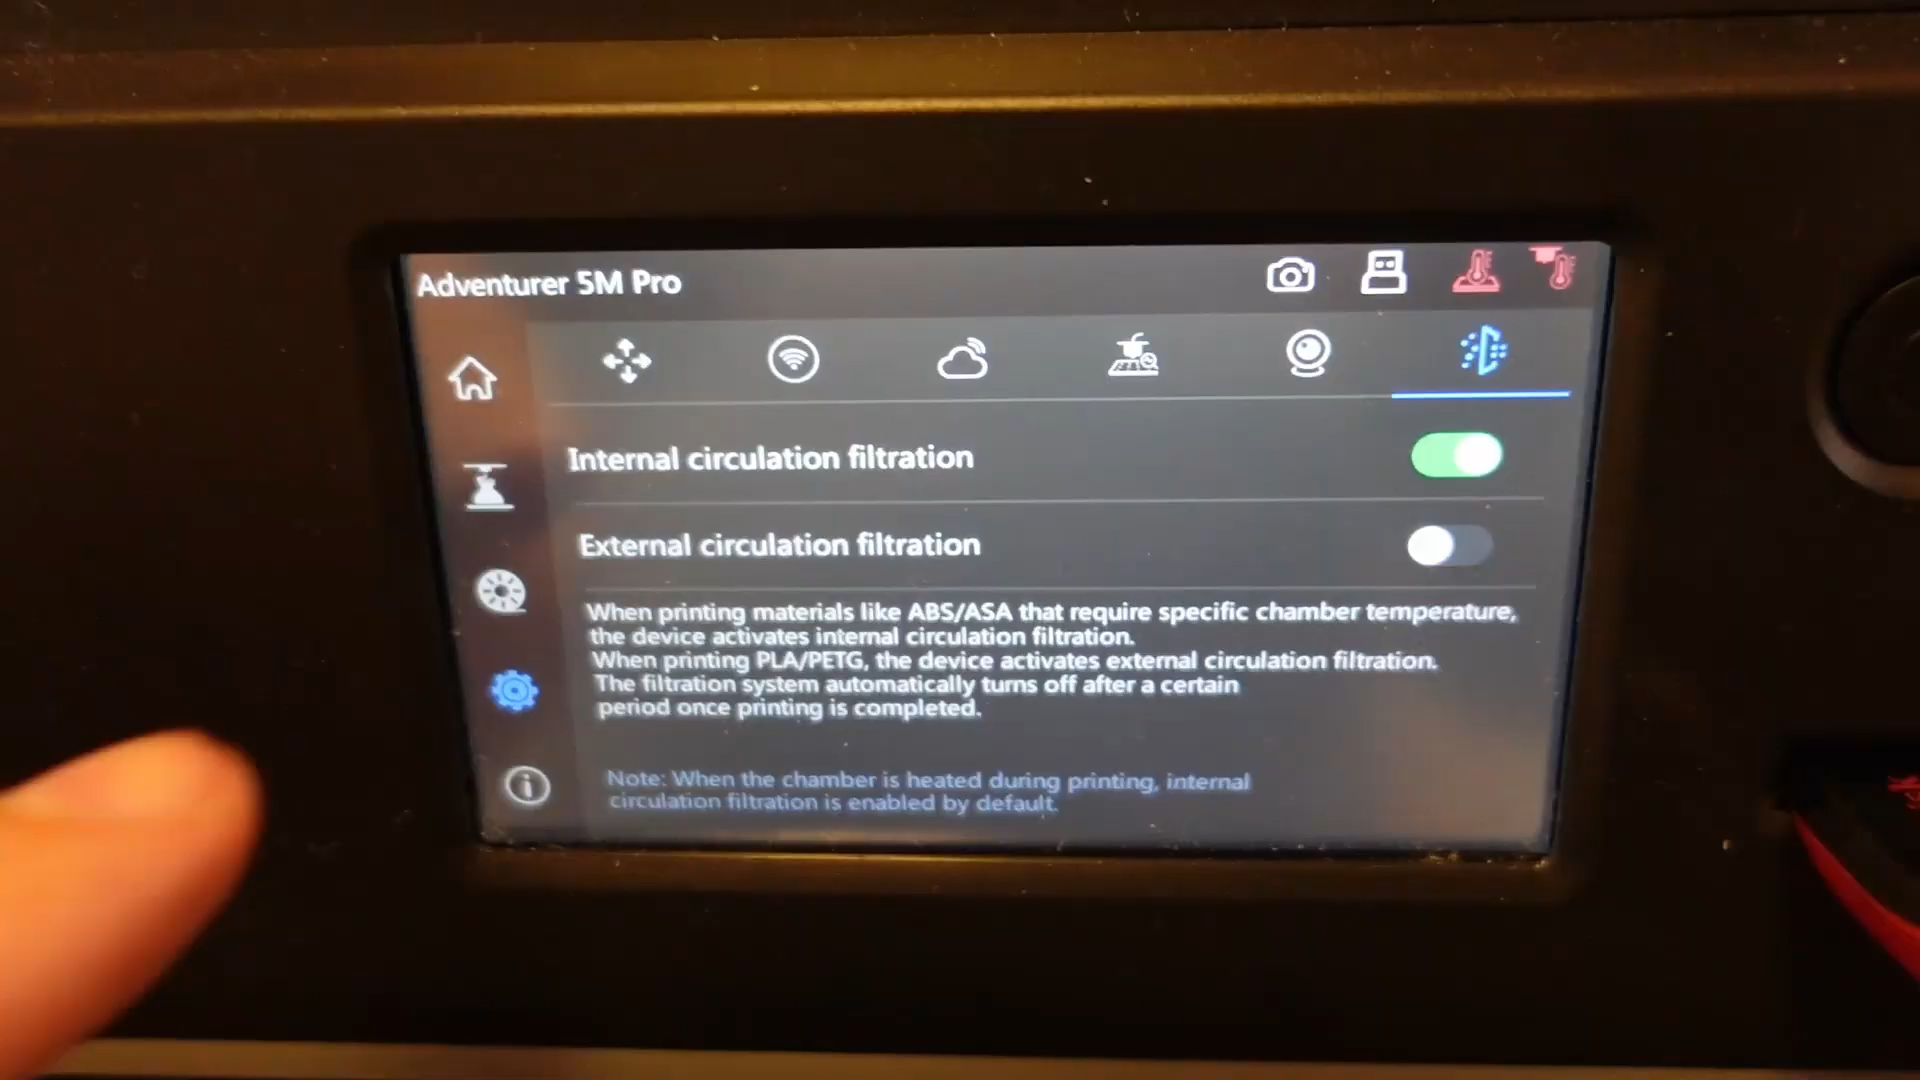 Adventurer 5M Pro
Internal circulation filtration
External circulation filtration
When printing materials like ABS/ASA that require specific chamber temperature,
the device activates internal circulation filtration.
When printing PLA/PETG, the device activates external circulation filtration.
The filtration system automatically turns off after a certain
period once printing is completed.
Note: When the chamber is heated during printing, internal
circulation filtration is enabled by default.